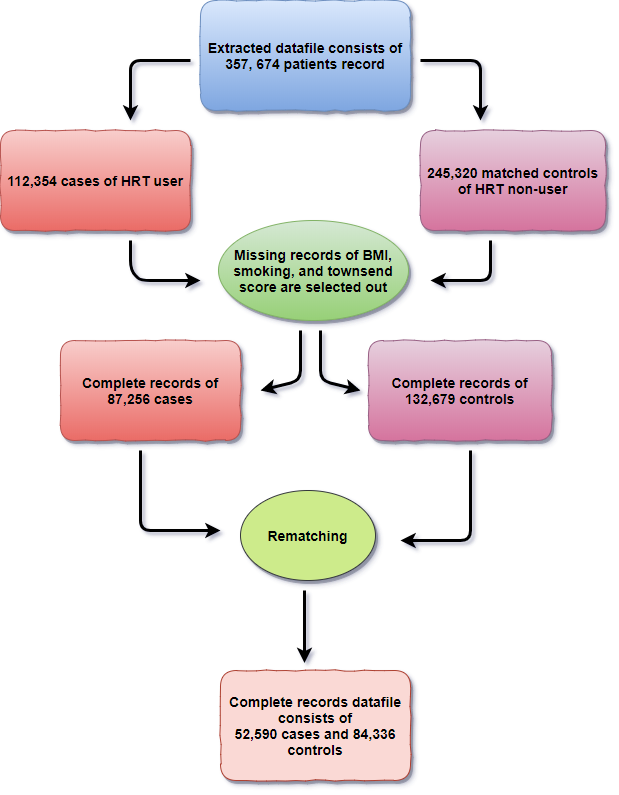 Extracted datafile consists of
357, 674 patients record
112,354 cases of HRT user
245,320 matched controls
of HRT non-user
Missing records of BMI,
smoking, and townsend
score are selected out
Complete records of
87,256 cases
Complete records of
132,679 controls
Rematching
Complete records datafile
consists of
52,590 cases and 84,336
controls